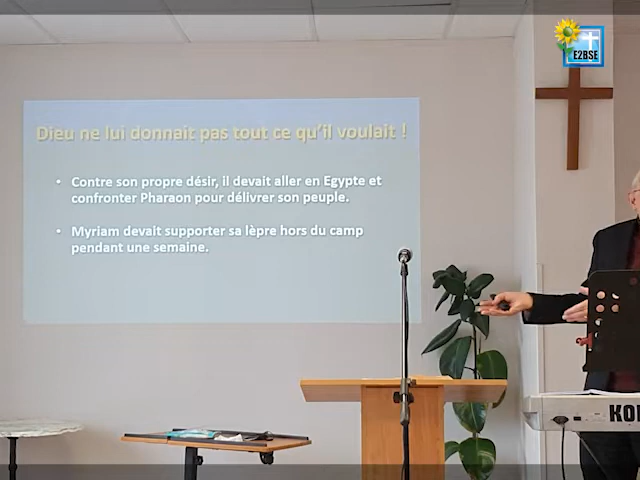 E2BSE
Dieu ne lui donnait pas tout ce qu'il voulait !
• Contre son propre désir, il devait aller en Egypte et
confronter Pharaon pour délivrer son peuple.
• Myriam devait supporter sa lèpre hors du camp
pendant une semaine.